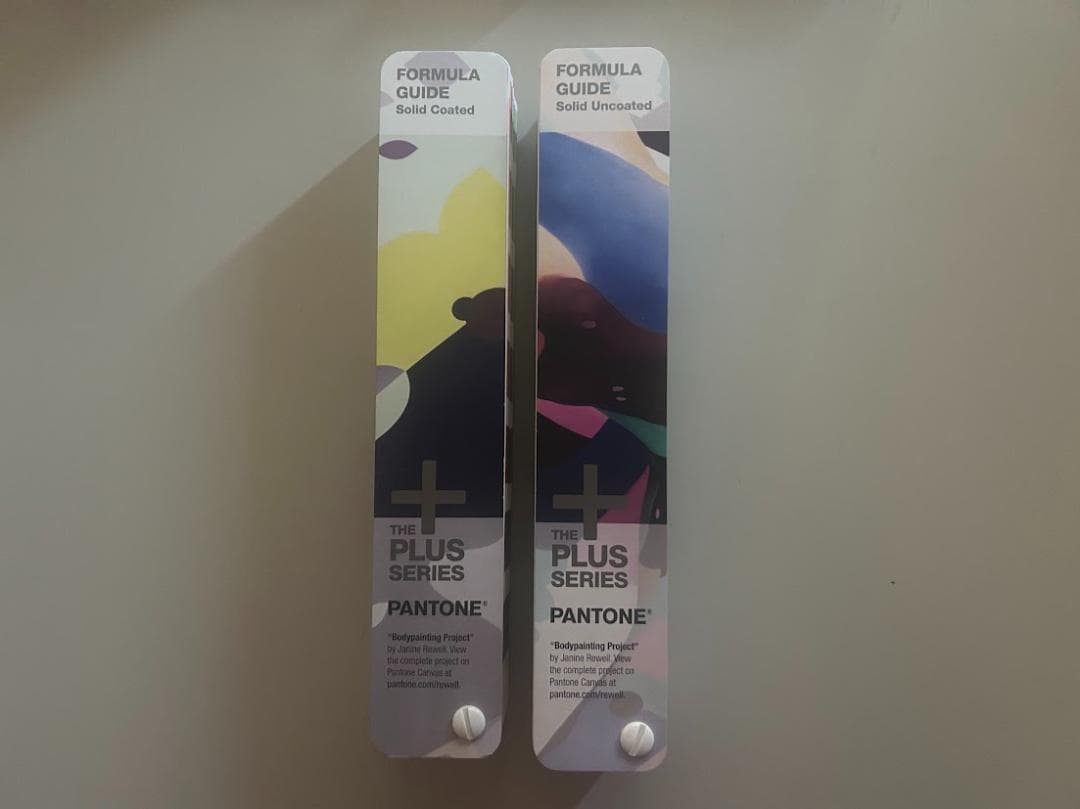 FORMULA
GUIDE
Solid Coated
THE
PLUS
SERIES
PANTONE®
"Bodypainting Project"
by Janine Rewell. View
the complete project on
Pantone Canvas at
pantone.com/rewell.
FORMULA
GUIDE
Solid Uncoated
THE
PLUS
SERIES
PANTONE®
"Bodypainting Project"
by Janine Rewell. View
the complete project on
Pantone Canvas at
pantone.com/rewell.